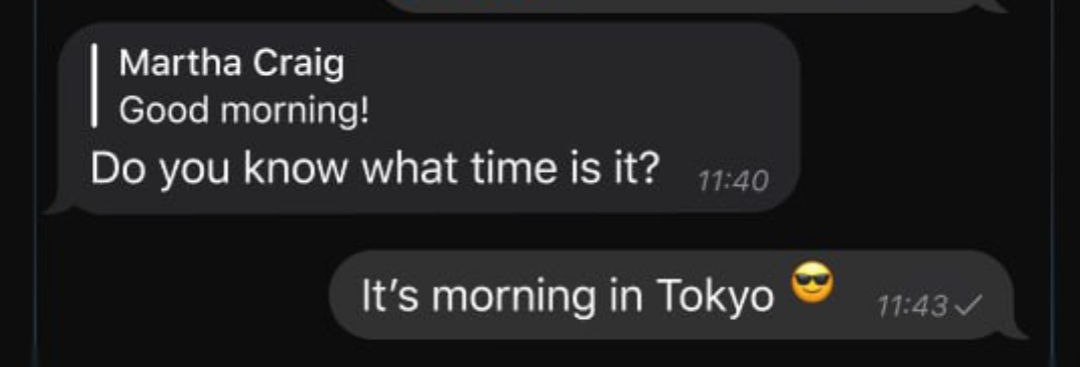 Martha Craig
Good morning!
Do you know what time is it? 11:40
It's morning in Tokyo 😎 11:43